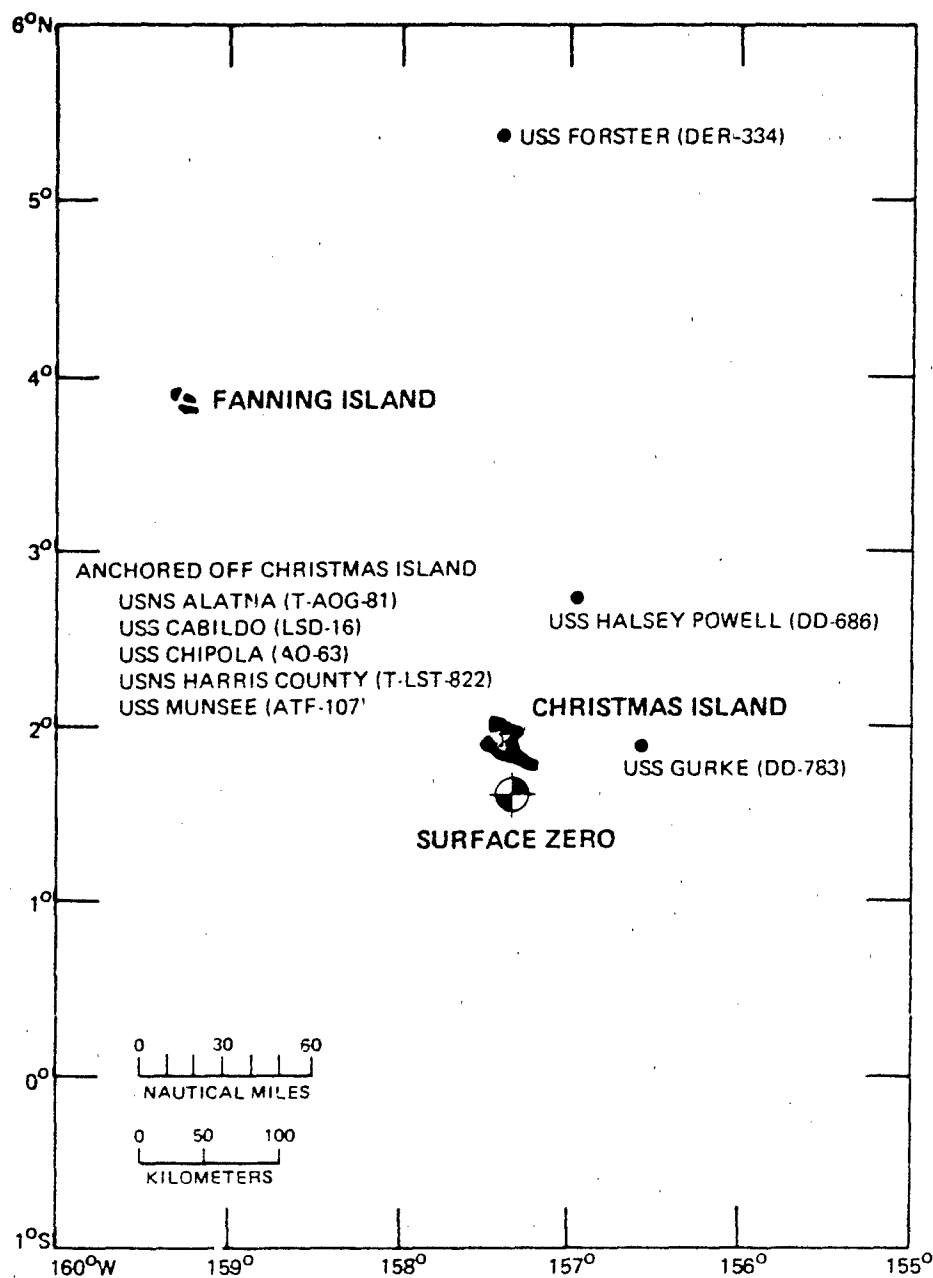 6°N
USS FORSTER (DER-334)
5°
4°
FANNING ISLAND
3°
ANCHORED OFF CHRISTMAS ISLAND
USNS ALATNA (T-AOG-81)
USS CABILDO (LSD-16)
USS CHIPOLA (AO-63)
USNS HARRIS COUNTY (T-LST-822)
USS MUNSEE (ATF-107'
USS HALSEY POWELL (DD-686)
2°
CHRISTMAS ISLAND
USS GURKE (DD-783)
SURFACE ZERO
1°
0 30 60
NAUTICAL MILES
0°
0 50 100
KILOMETERS
1°S
160°W 159° 158° 157° 156° 155°